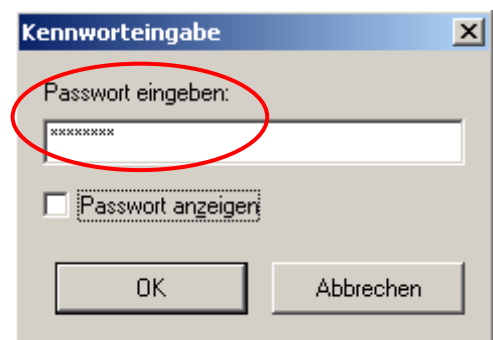 Kennworteingabe
Passwort eingeben:
××××××××
Passwort anzeigen
OK
Abbrechen